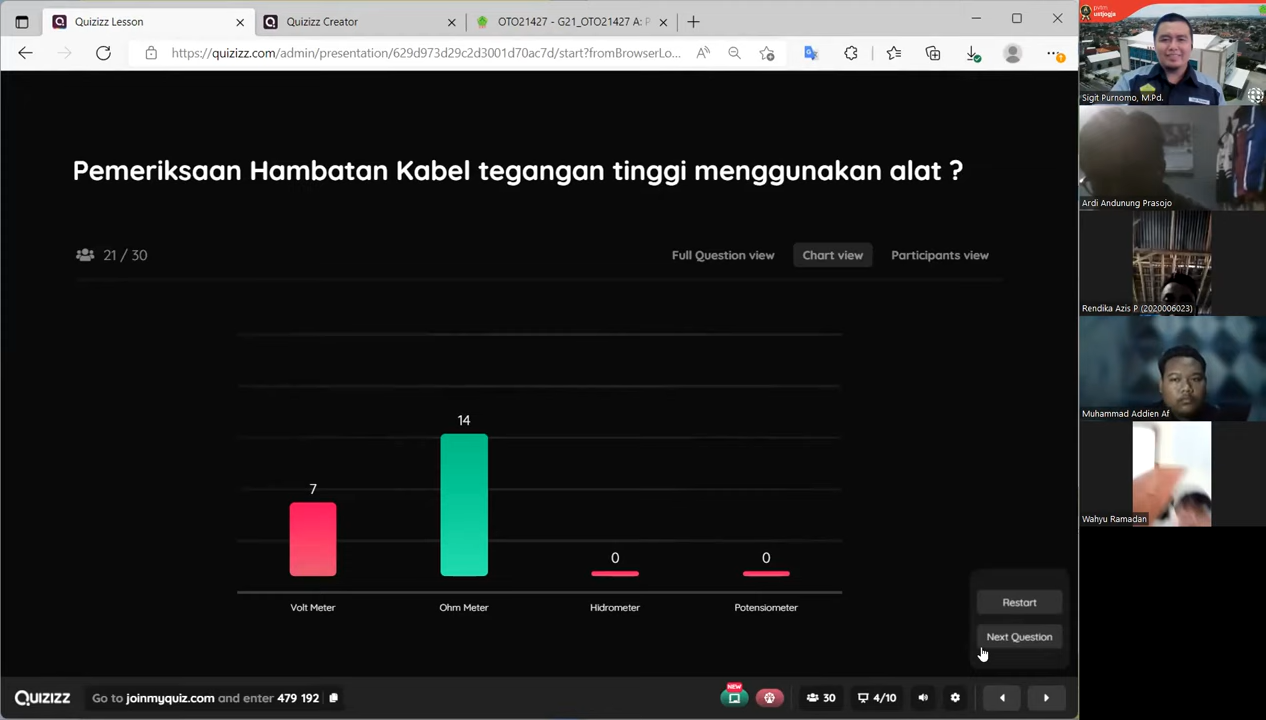 Quizizz Lesson
Quizizz Creator
OTO21427 - G21_OTO21427 A: P
https://quizizz.com/admin/presentation/629d973d29c2d3001d70ac7d/start?fromBrowserLo...
Pemeriksaan Hambatan Kabel tegangan tinggi menggunakan alat ?
21 / 30
Full Question view
Chart view
Participants view
14
7
0
0
Volt Meter
Ohm Meter
Hidrometer
Potensiometer
Restart
Next Question
Quizizz
Go to joinmyquiz.com and enter 479 192
NEW
30
4/10
pvtm
ustjogja
Sigit Purnomo, M.Pd.
Ardi Andunung Prasojo
Rendika Azis P (2020006023)
Muhammad Addien Af
Wahyu Ramadan